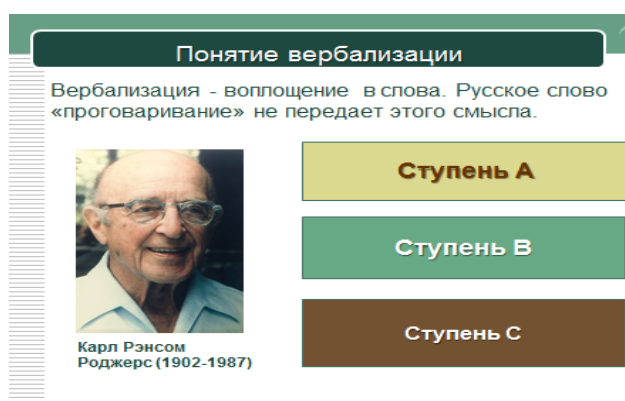 Понятие вербализации
Вербализация - воплощение в слова. Русское слово
«проговаривание» не передает этого смысла.
Ступень А
Ступень В
Ступень С
Карл Рэнсом
Роджерс (1902-1987)